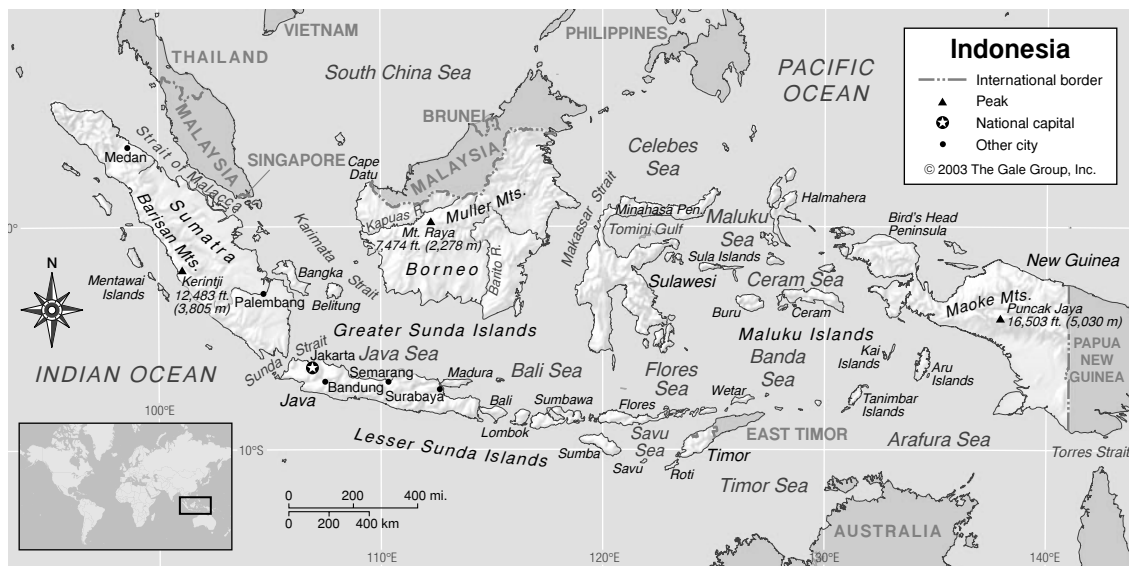 VIETNAM
PHILIPPINES
THAILAND
South China Sea
PACIFIC
OCEAN
Indonesia
International border
Peak
National capital
Other city
© 2003 The Gale Group, Inc.
BRUNEI
MALAYSIA
MALAYSIA
SINGAPORE
Medan
Strait of Malacca
Cape
Datu
Celebes
Sea
Halmahera
Kapuas R.
Muller Mts.
Mt. Raya
7,474 ft. (2,278 m)
Makassar Strait
Minahasa Pen.
Tomini Gulf
Maluku
Sea
Bird's Head
Peninsula
0°
Sumatra
Barisan Mts.
Karimata Strait
Borneo
Barito R.
Sula Islands
Sulawesi
Ceram Sea
New Guinea
N
Mentawai
Islands
Kerintji
12,483 ft.
(3,805 m)
Bangka
Belitung
Palembang
Buru
Ceram
Maoke Mts.
Puncak Jaya
16,503 ft. (5,030 m)
Greater Sunda Islands
Maluku Islands
PAPUA
NEW
GUINEA
INDIAN OCEAN
Sunda Strait
Jakarta
Java Sea
Semarang
Madura
Bandung
Surabaya
Java
Bali Sea
Flores
Sea
Banda
Sea
Kai
Islands
Aru
Islands
Wetar
Tanimbar
Islands
100°E
Bali
Sumbawa
Flores
Lombok
Lesser Sunda Islands
Sumba
Savu
Sea
Savu
Roti
EAST TIMOR
Timor
Arafura Sea
Torres Strait
10°S
Timor Sea
0 200 400 mi.
0 200 400 km
AUSTRALIA
110°E
120°E
130°E
140°E